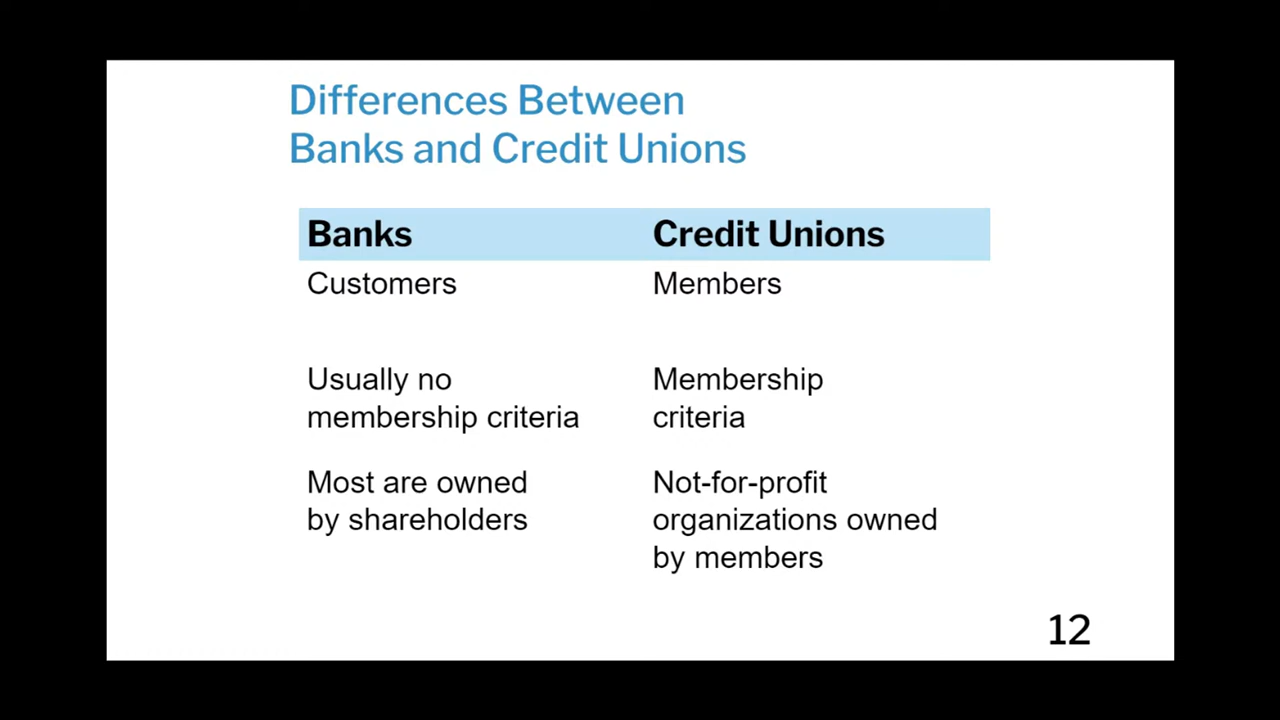 Differences Between
Banks and Credit Unions
Banks Credit Unions
Customers Members
Usually no Membership
membership criteria criteria
Most are owned Not-for-profit
by shareholders organizations owned
by members
12